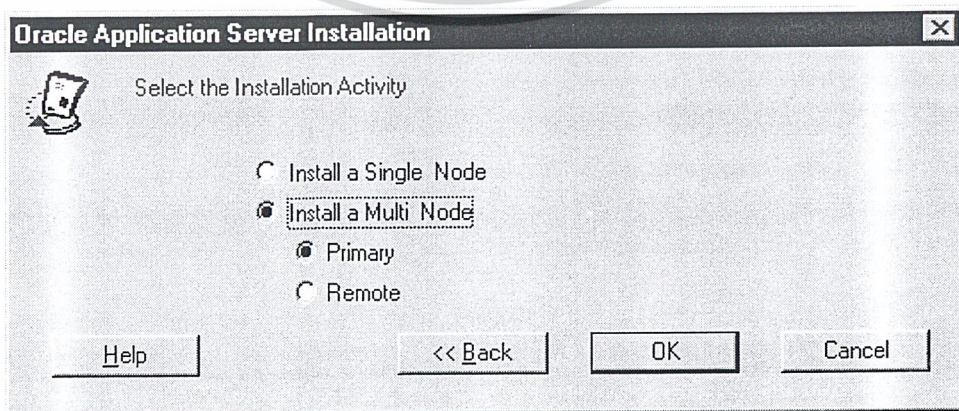 Oracle Application Server Installation
Select the Installation Activity
Install a Single Node
Install a Multi Node
Primary
Remote
Help
<< Back
OK
Cancel